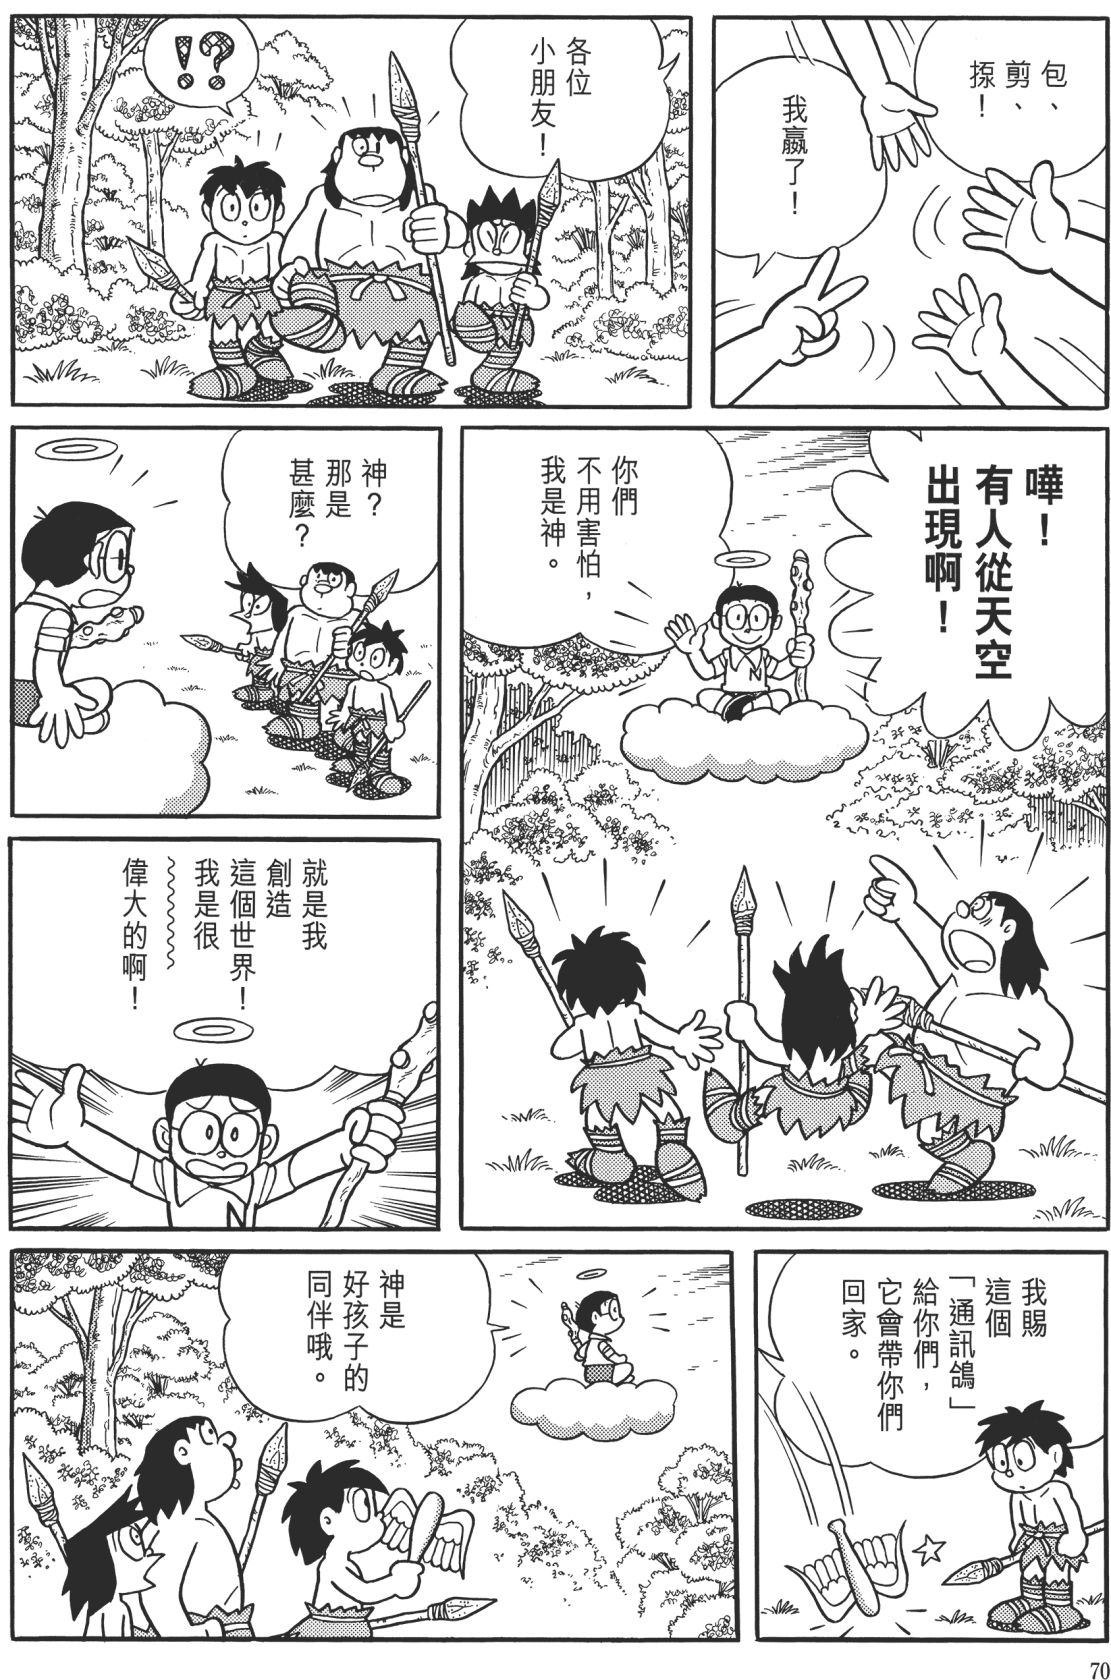 包、
剪、
揼！
我贏了！
各位
小朋友！
!?
嘩！
有人從天空
出現啊！
你們
不用害怕，
我是神。
神？
那是
甚麼？
就是我
創造
這個世界！
我是很
偉大的啊！
我賜
這個
「通訊鴿」
給你們，
它會帶你們
回家。
神是
好孩子的
同伴哦。
N
N
70